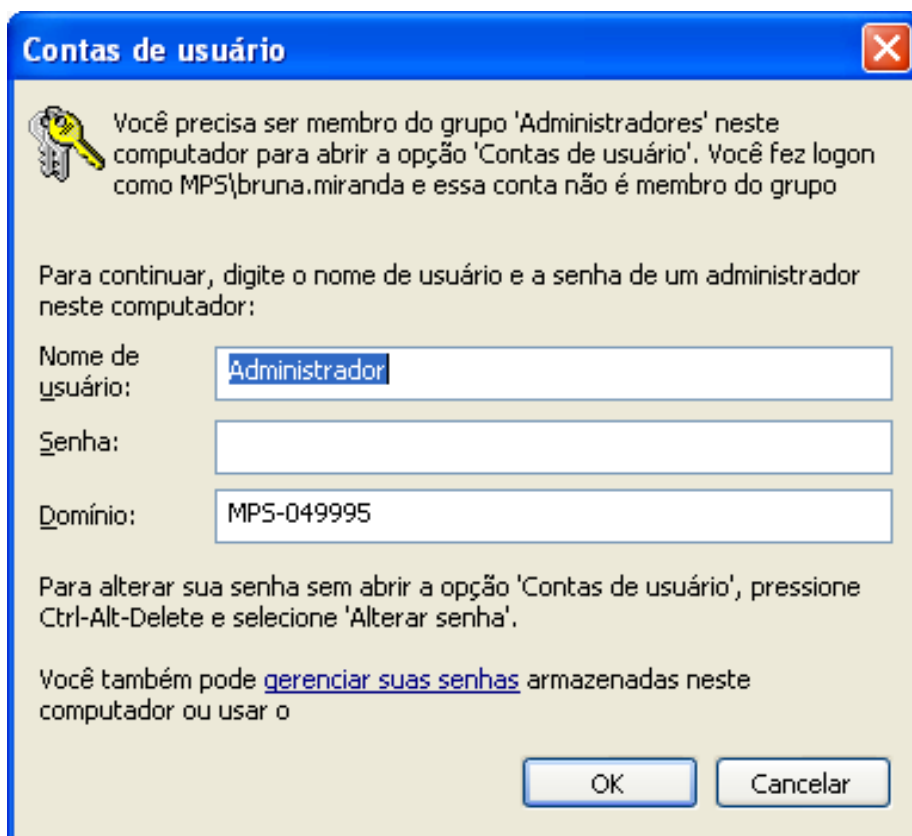 Contas de usuário
Você precisa ser membro do grupo 'Administradores' neste
computador para abrir a opção 'Contas de usuário'. Você fez logon
como MPS\bruna.miranda e essa conta não é membro do grupo
Para continuar, digite o nome de usuário e a senha de um administrador
neste computador:
Nome de
usuário:
Administrador
Senha:
Domínio:
MPS-049995
Para alterar sua senha sem abrir a opção 'Contas de usuário', pressione
Ctrl-Alt-Delete e selecione 'Alterar senha'.
Você também pode gerenciar suas senhas armazenadas neste
computador ou usar o
OK
Cancelar